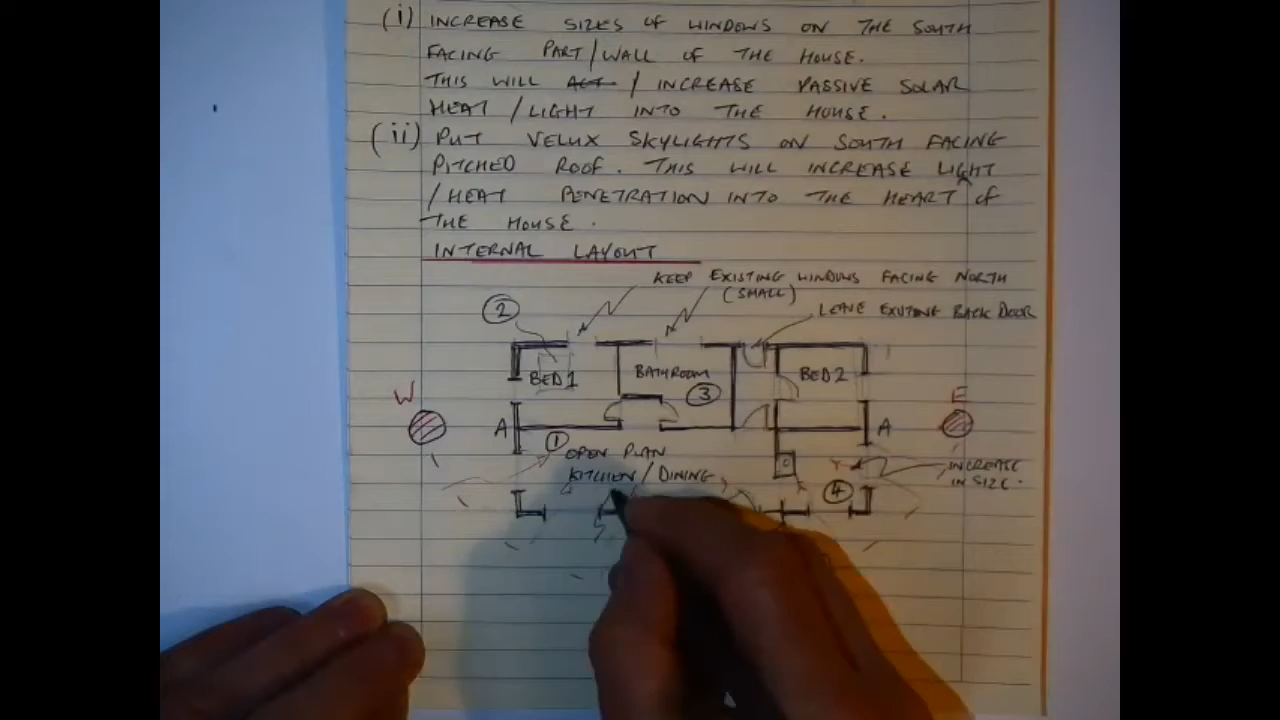 (i) INCREASE SIZES OF WINDOWS ON THE SOUTH
FACING PART/WALL OF THE HOUSE.
THIS WILL ACT / INCREASE PASSIVE SOLAR
HEAT / LIGHT INTO THE HOUSE.
(ii) PUT VELUX SKYLIGHTS ON SOUTH FACING
PITCHED ROOF. THIS WILL INCREASE LIGHT
/HEAT PENETRATION INTO THE HEART OF
THE HOUSE.
INTERNAL LAYOUT
KEEP EXISTING WINDOWS FACING NORTH
(SMALL)
LEAVE EXISTING BACK DOOR
2
BED 1
BATHROOM
3
BED 2
W
E
A
A
1
OPEN PLAN
KITCHEN / DINING
4
INCREASE
IN SIZE.